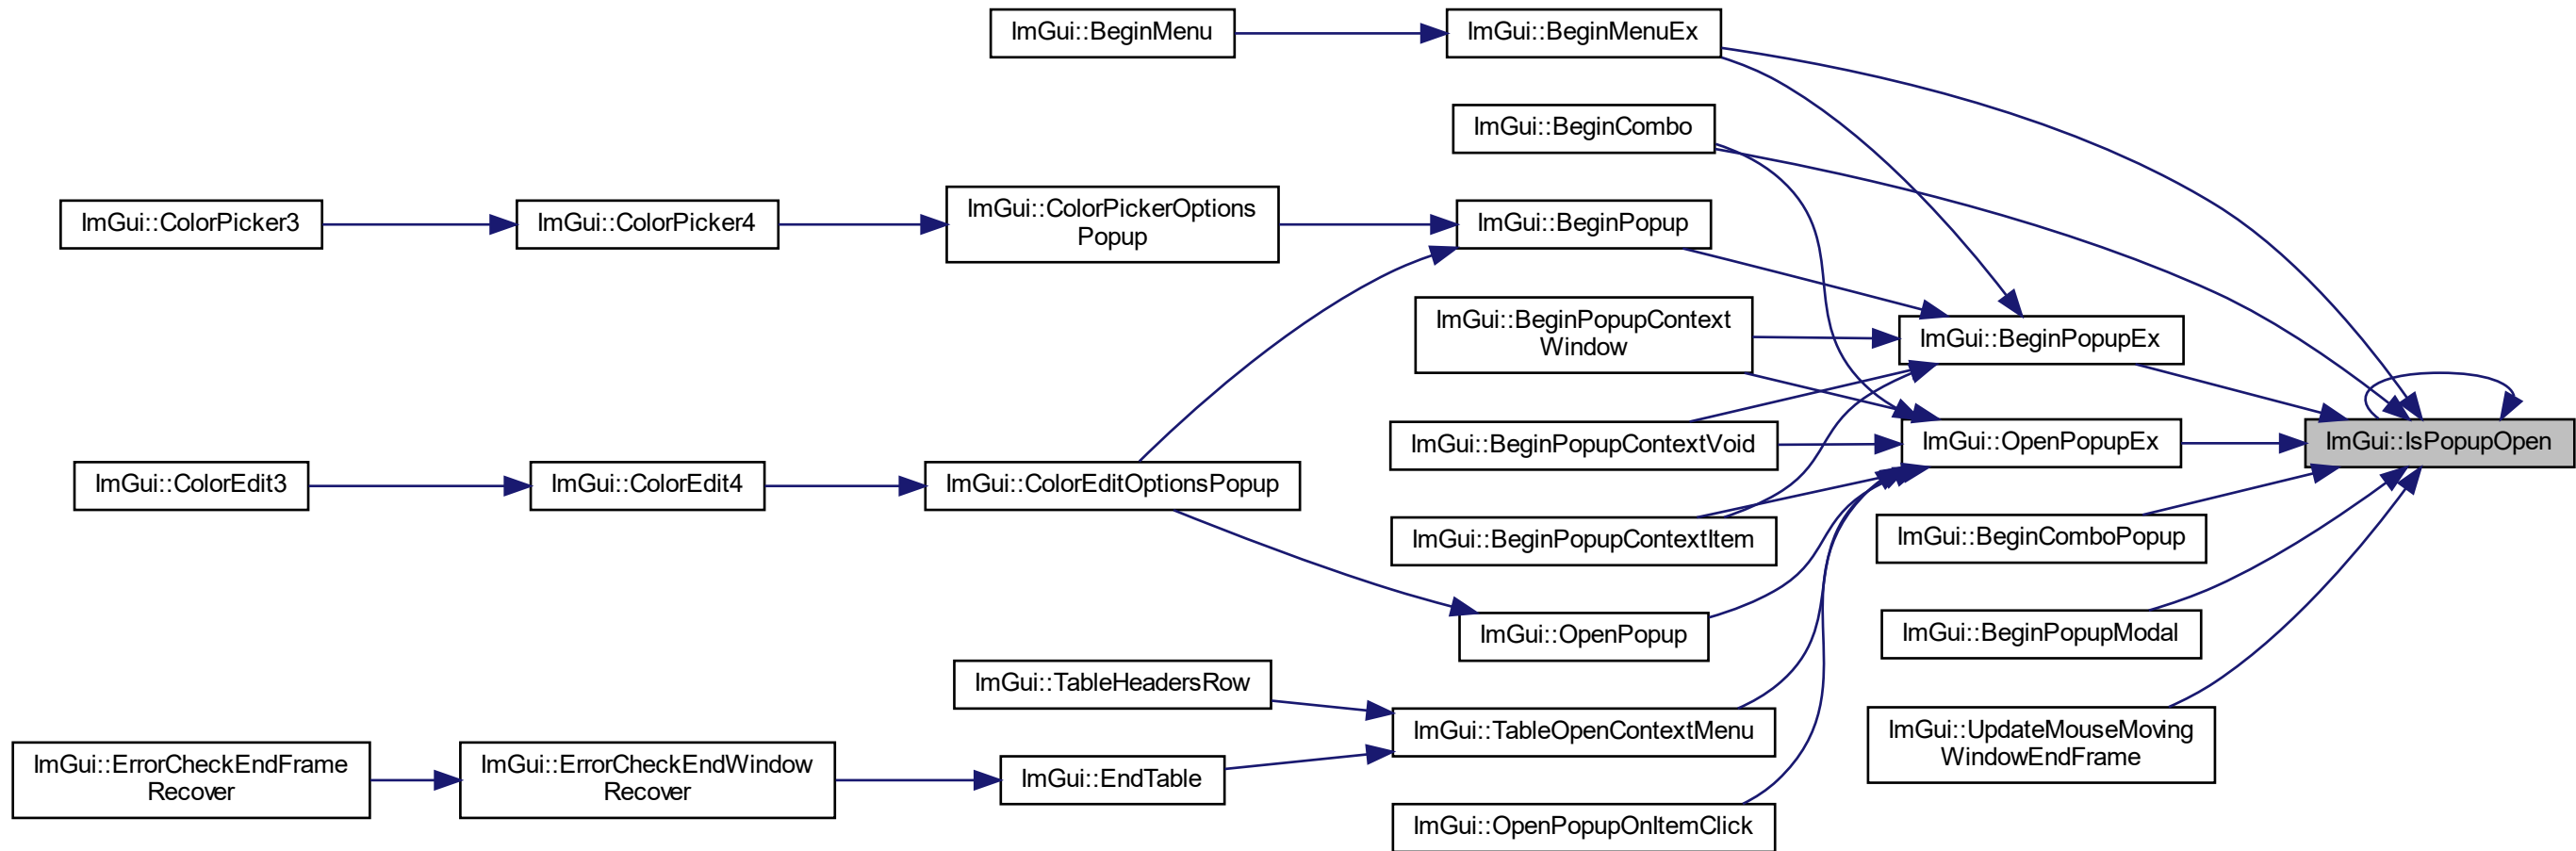 ImGui::BeginMenu
ImGui::BeginMenuEx
ImGui::BeginCombo
ImGui::ColorPicker3
ImGui::ColorPicker4
ImGui::ColorPickerOptions
Popup
ImGui::BeginPopup
ImGui::BeginPopupContext
Window
ImGui::BeginPopupEx
ImGui::BeginPopupContextVoid
ImGui::OpenPopupEx
ImGui::IsPopupOpen
ImGui::ColorEdit3
ImGui::ColorEdit4
ImGui::ColorEditOptionsPopup
ImGui::BeginPopupContextItem
ImGui::BeginComboPopup
ImGui::OpenPopup
ImGui::BeginPopupModal
ImGui::TableHeadersRow
ImGui::TableOpenContextMenu
ImGui::UpdateMouseMoving
WindowEndFrame
ImGui::ErrorCheckEndFrame
Recover
ImGui::ErrorCheckEndWindow
Recover
ImGui::EndTable
ImGui::OpenPopupOnItemClick